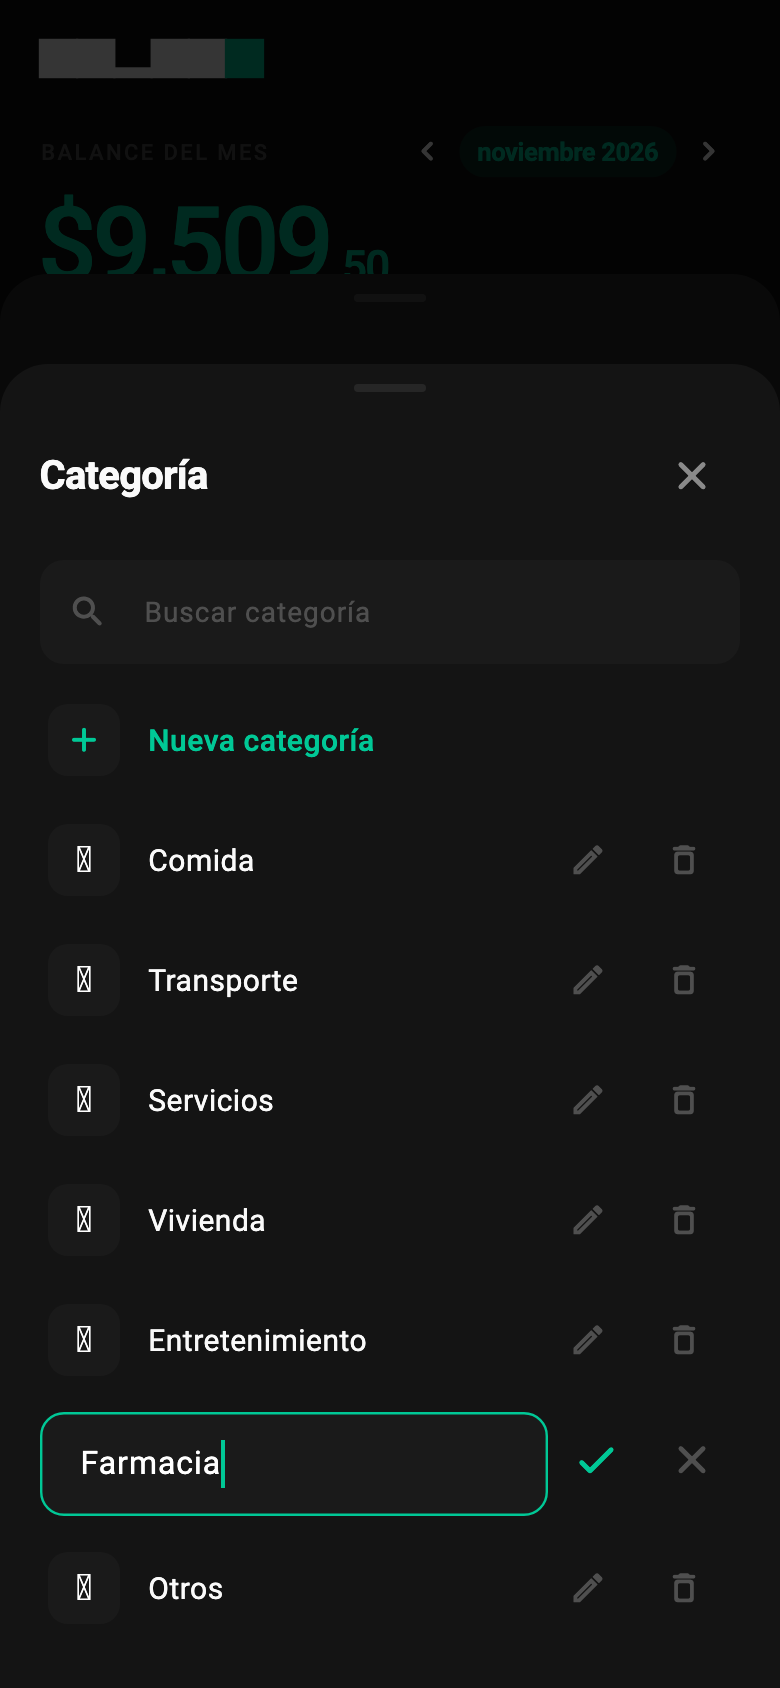 BALANCE DEL MES
noviembre 2026
$9,509.50
Categoría
Buscar categoría
Nueva categoría
Comida
Transporte
Servicios
Vivienda
Entretenimiento
Farmacia
Otros